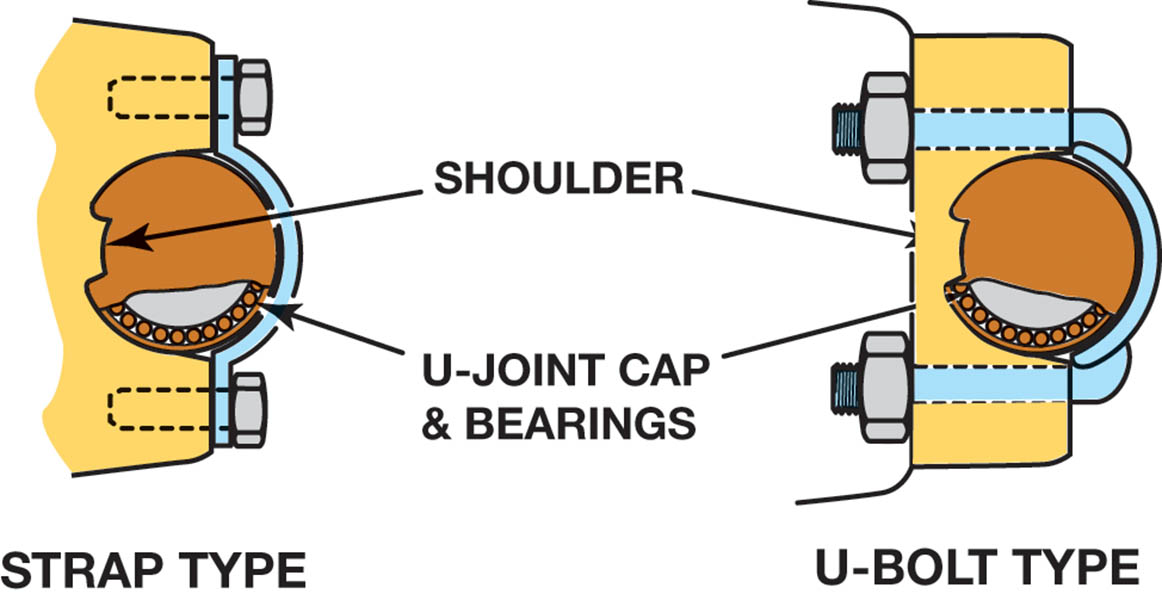 SHOULDER
U-JOINT CAP
& BEARINGS
STRAP TYPE
U-BOLT TYPE